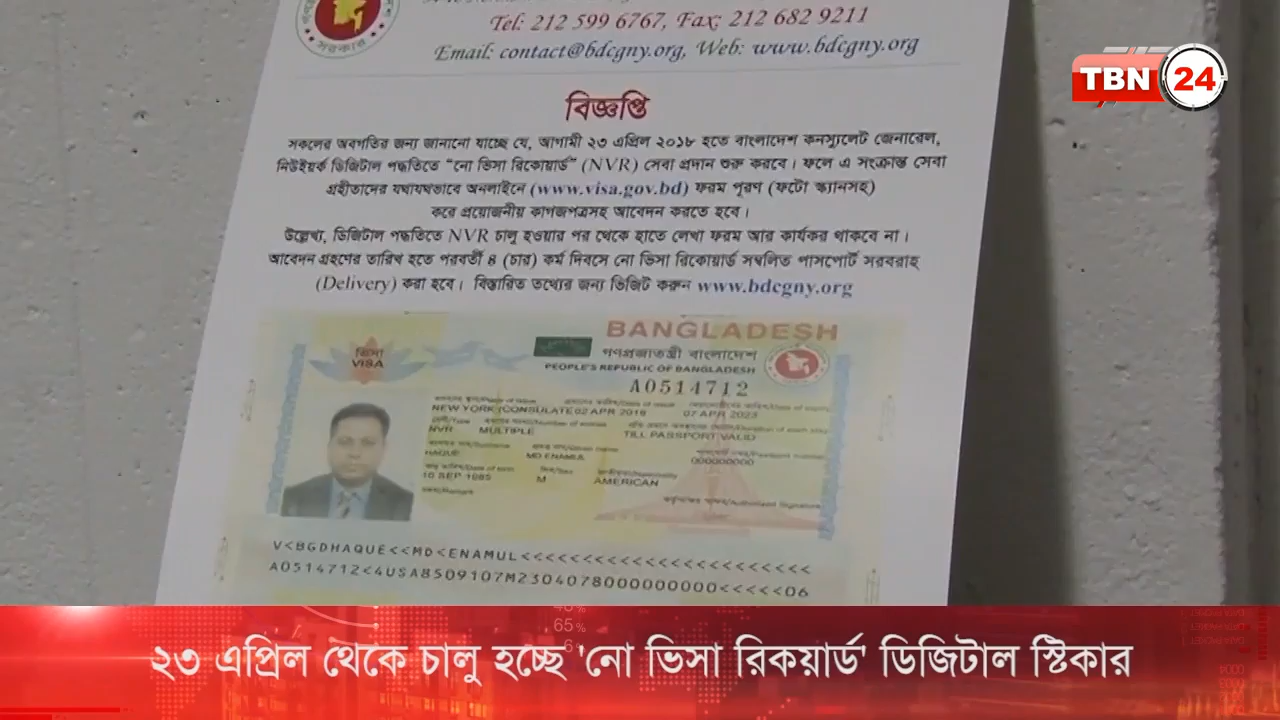 Tel: 212 599 6767, Fax: 212 682 9211
Email: contact@bdcgny.org, Web: www.bdcgny.org
TBN 24
সরকার
বিজ্ঞপ্তি
সকলের অবগতির জন্য জানানো যাচ্ছে যে, আগামী ২৩ এপ্রিল ২০১৮ হতে বাংলাদেশ কনস্যুলেট জেনারেল,
নিউইয়র্ক ডিজিটাল পদ্ধতিতে “নো ভিসা রিকোয়ার্ড” (NVR) সেবা প্রদান শুরু করবে। ফলে এ সংক্রান্ত সেবা
গ্রহীতাদের যথাযথভাবে অনলাইনে (www.visa.gov.bd) ফরম পূরণ (ফটো স্ক্যানসহ)
করে প্রয়োজনীয় কাগজপত্রসহ আবেদন করতে হবে।
উল্লেখ্য, ডিজিটাল পদ্ধতিতে NVR চালু হওয়ার পর থেকে হাতে লেখা ফরম আর কার্যকর থাকবে না।
আবেদন গ্রহণের তারিখ হতে পরবর্তী ৪ (চার) কর্ম দিবসে নো ভিসা রিকোয়ার্ড সম্বলিত পাসপোর্ট সরবরাহ
(Delivery) করা হবে। বিস্তারিত তথ্যের জন্য ভিজিট করুন www.bdcgny.org
BANGLADESH
ভিসা
VISA
গণপ্রজাতন্ত্রী বাংলাদেশ
PEOPLE'S REPUBLIC OF BANGLADESH
A0514712
NEW YORK (CONSULATE 02 APR 2018 07 APR 2023
NVR MULTIPLE TILL PASSPORT VALID
HAQUE MD ENAMUL 000000000
10 SEP 1985 M AMERICAN
V<BGDHAQUE<<MD<ENAMUL<<<<<<<<<<<<<<<<<<<<<<<
A0514712<4USA8509107M2304078000000000<<<<<06
65%
২৩ এপ্রিল থেকে চালু হচ্ছে 'নো ভিসা রিকয়ার্ড' ডিজিটাল স্টিকার